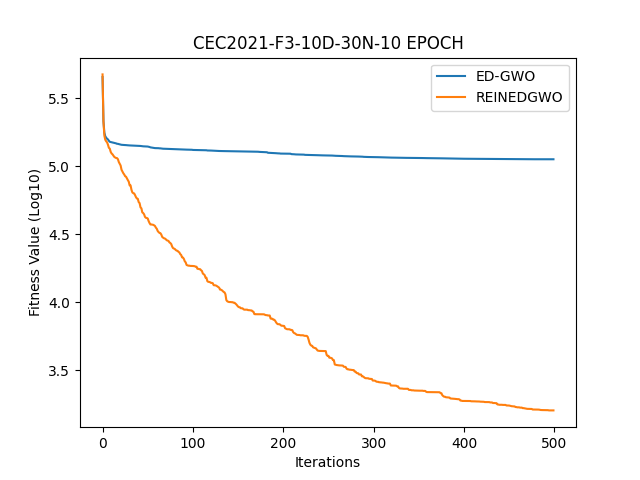 CEC2021-F3-10D-30N-10 EPOCH
ED-GWO
REINEDGWO
Fitness Value (Log10)
5.5
5.0
4.5
4.0
3.5
0 100 200 300 400 500
Iterations